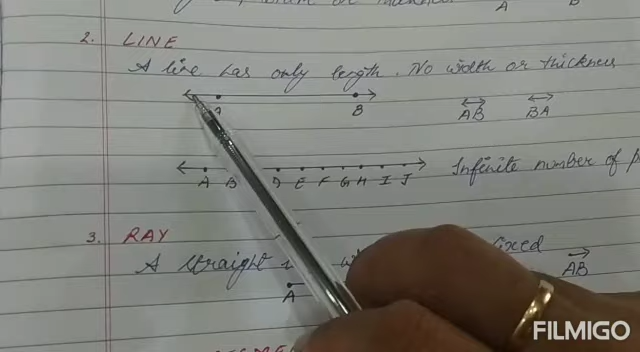 A B
2. LINE
A line has only length. No width or thickness
A B AB BA
A B D E F G H I J Infinite number of p
3. RAY
A straight fixed
A AB
FILMIGO